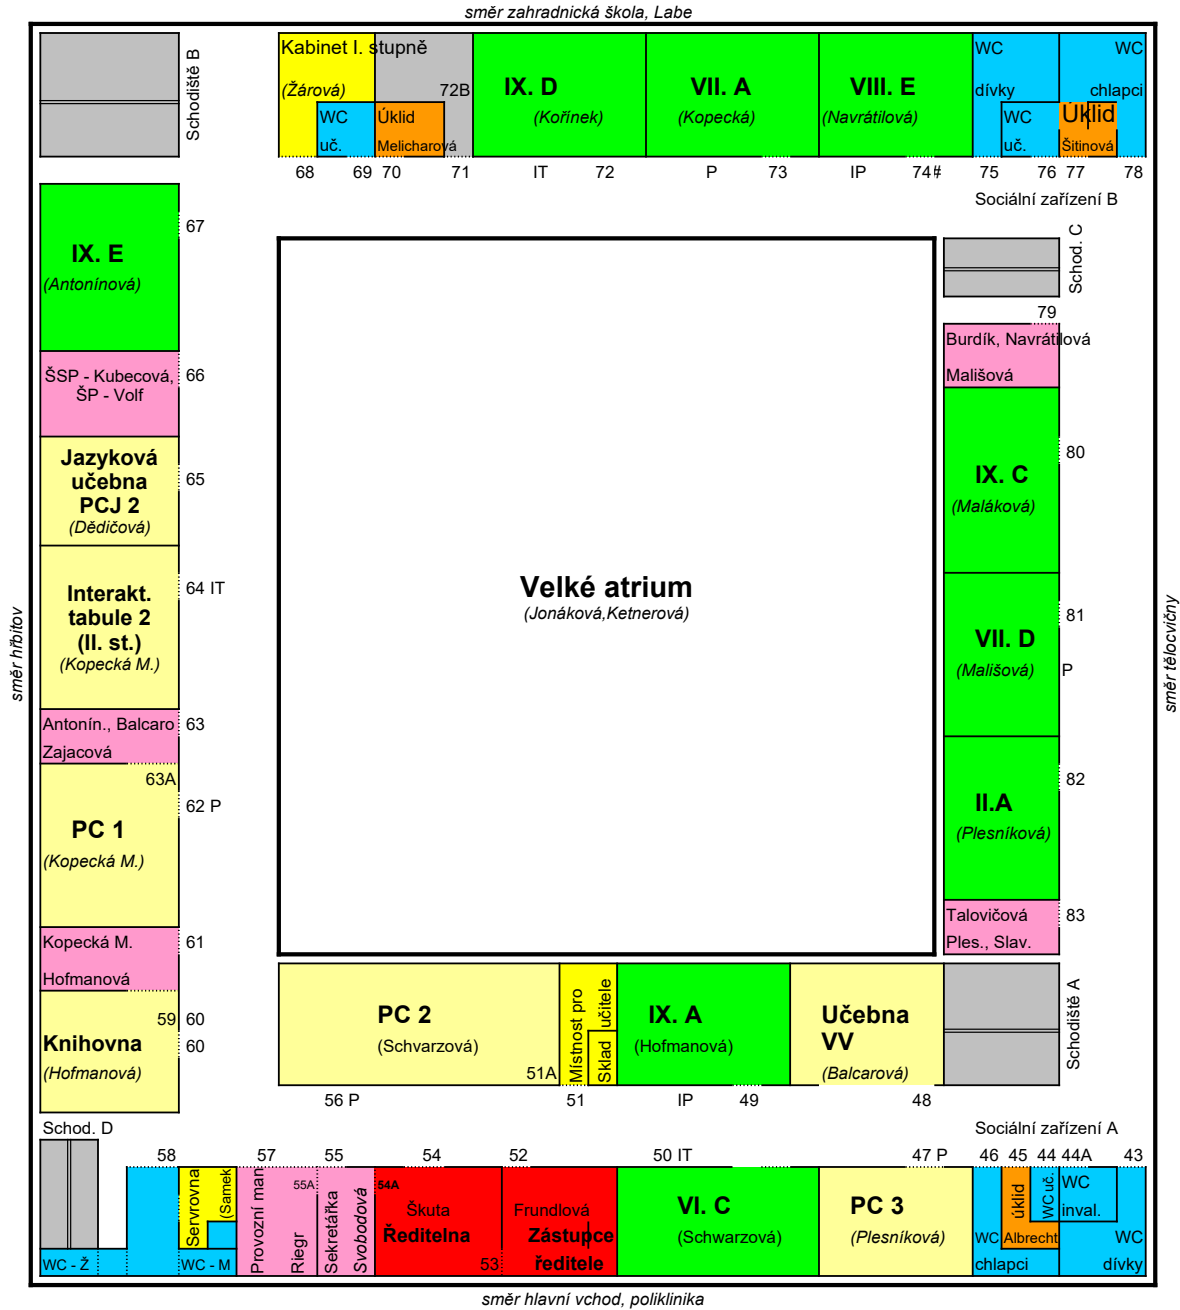 směr zahradnická škola, Labe
Schodiště B
Kabinet I. stupně
(Žárová)
WC
uč.
72B
Úklid
Melicharová
IX. D
(Kořínek)
VII. A
(Kopecká)
VIII. E
(Navrátilová)
WC
dívky
WC
chlapci
WC
uč.
Úklid
Šitinová
68
69
70
71
IT
72
P
73
IP
74#
75
76
77
78
Sociální zařízení B
IX. E
(Antonínová)
67
ŠSP - Kubecová,
ŠP - Volf
66
Jazyková
učebna
PCJ 2
(Dědičová)
65
Interakt.
tabule 2
(II. st.)
(Kopecká M.)
64 IT
Antonín., Balcaro
Zajacová
63
63A
PC 1
(Kopecká M.)
62 P
Kopecká M.
Hofmanová
61
59
60
60
Knihovna
(Hofmanová)
směr hřbitov
Velké atrium
(Jonáková,Ketnerová)
Schod. C
79
Burdík, Navrátilová
Mališová
IX. C
(Maláková)
80
VII. D
(Mališová)
81
P
II.A
(Plesníková)
82
Talovičová
Ples., Slav.
83
směr tělocvičny
PC 2
(Schvarzová)
51A
Místnost pro
učitele
Sklad
IX. A
(Hofmanová)
Učebna
VV
(Balcarová)
Schodiště A
56 P
51
IP
49
48
Schod. D
Sociální zařízení A
58
57
55
54
52
50 IT
47 P
46
45
44
44A
43
WC - Ž
Servrovna
(Samek
WC - M
Provozní man
Riegr
55A
Sekretářka
Svobodová
54A
Škuta
Ředitelna
53
Frundlová
Zástupce
ředitele
VI. C
(Schwarzová)
PC 3
(Plesníková)
WC
chlapci
úklid
Albrecht
WC uč.
WC
inval.
WC
dívky
směr hlavní vchod, poliklinika